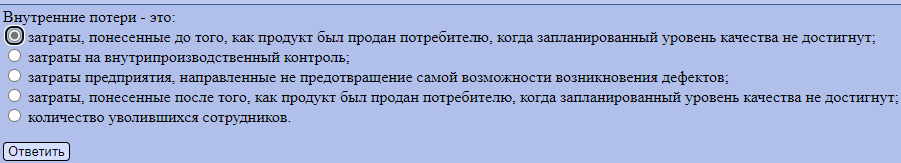 Внутренние потери - это:
затраты, понесенные до того, как продукт был продан потребителю, когда запланированный уровень качества не достигнут;
затраты на внутрипроизводственный контроль;
затраты предприятия, направленные не предотвращение самой возможности возникновения дефектов;
затраты, понесенные после того, как продукт был продан потребителю, когда запланированный уровень качества не достигнут;
количество уволившихся сотрудников.
Ответить